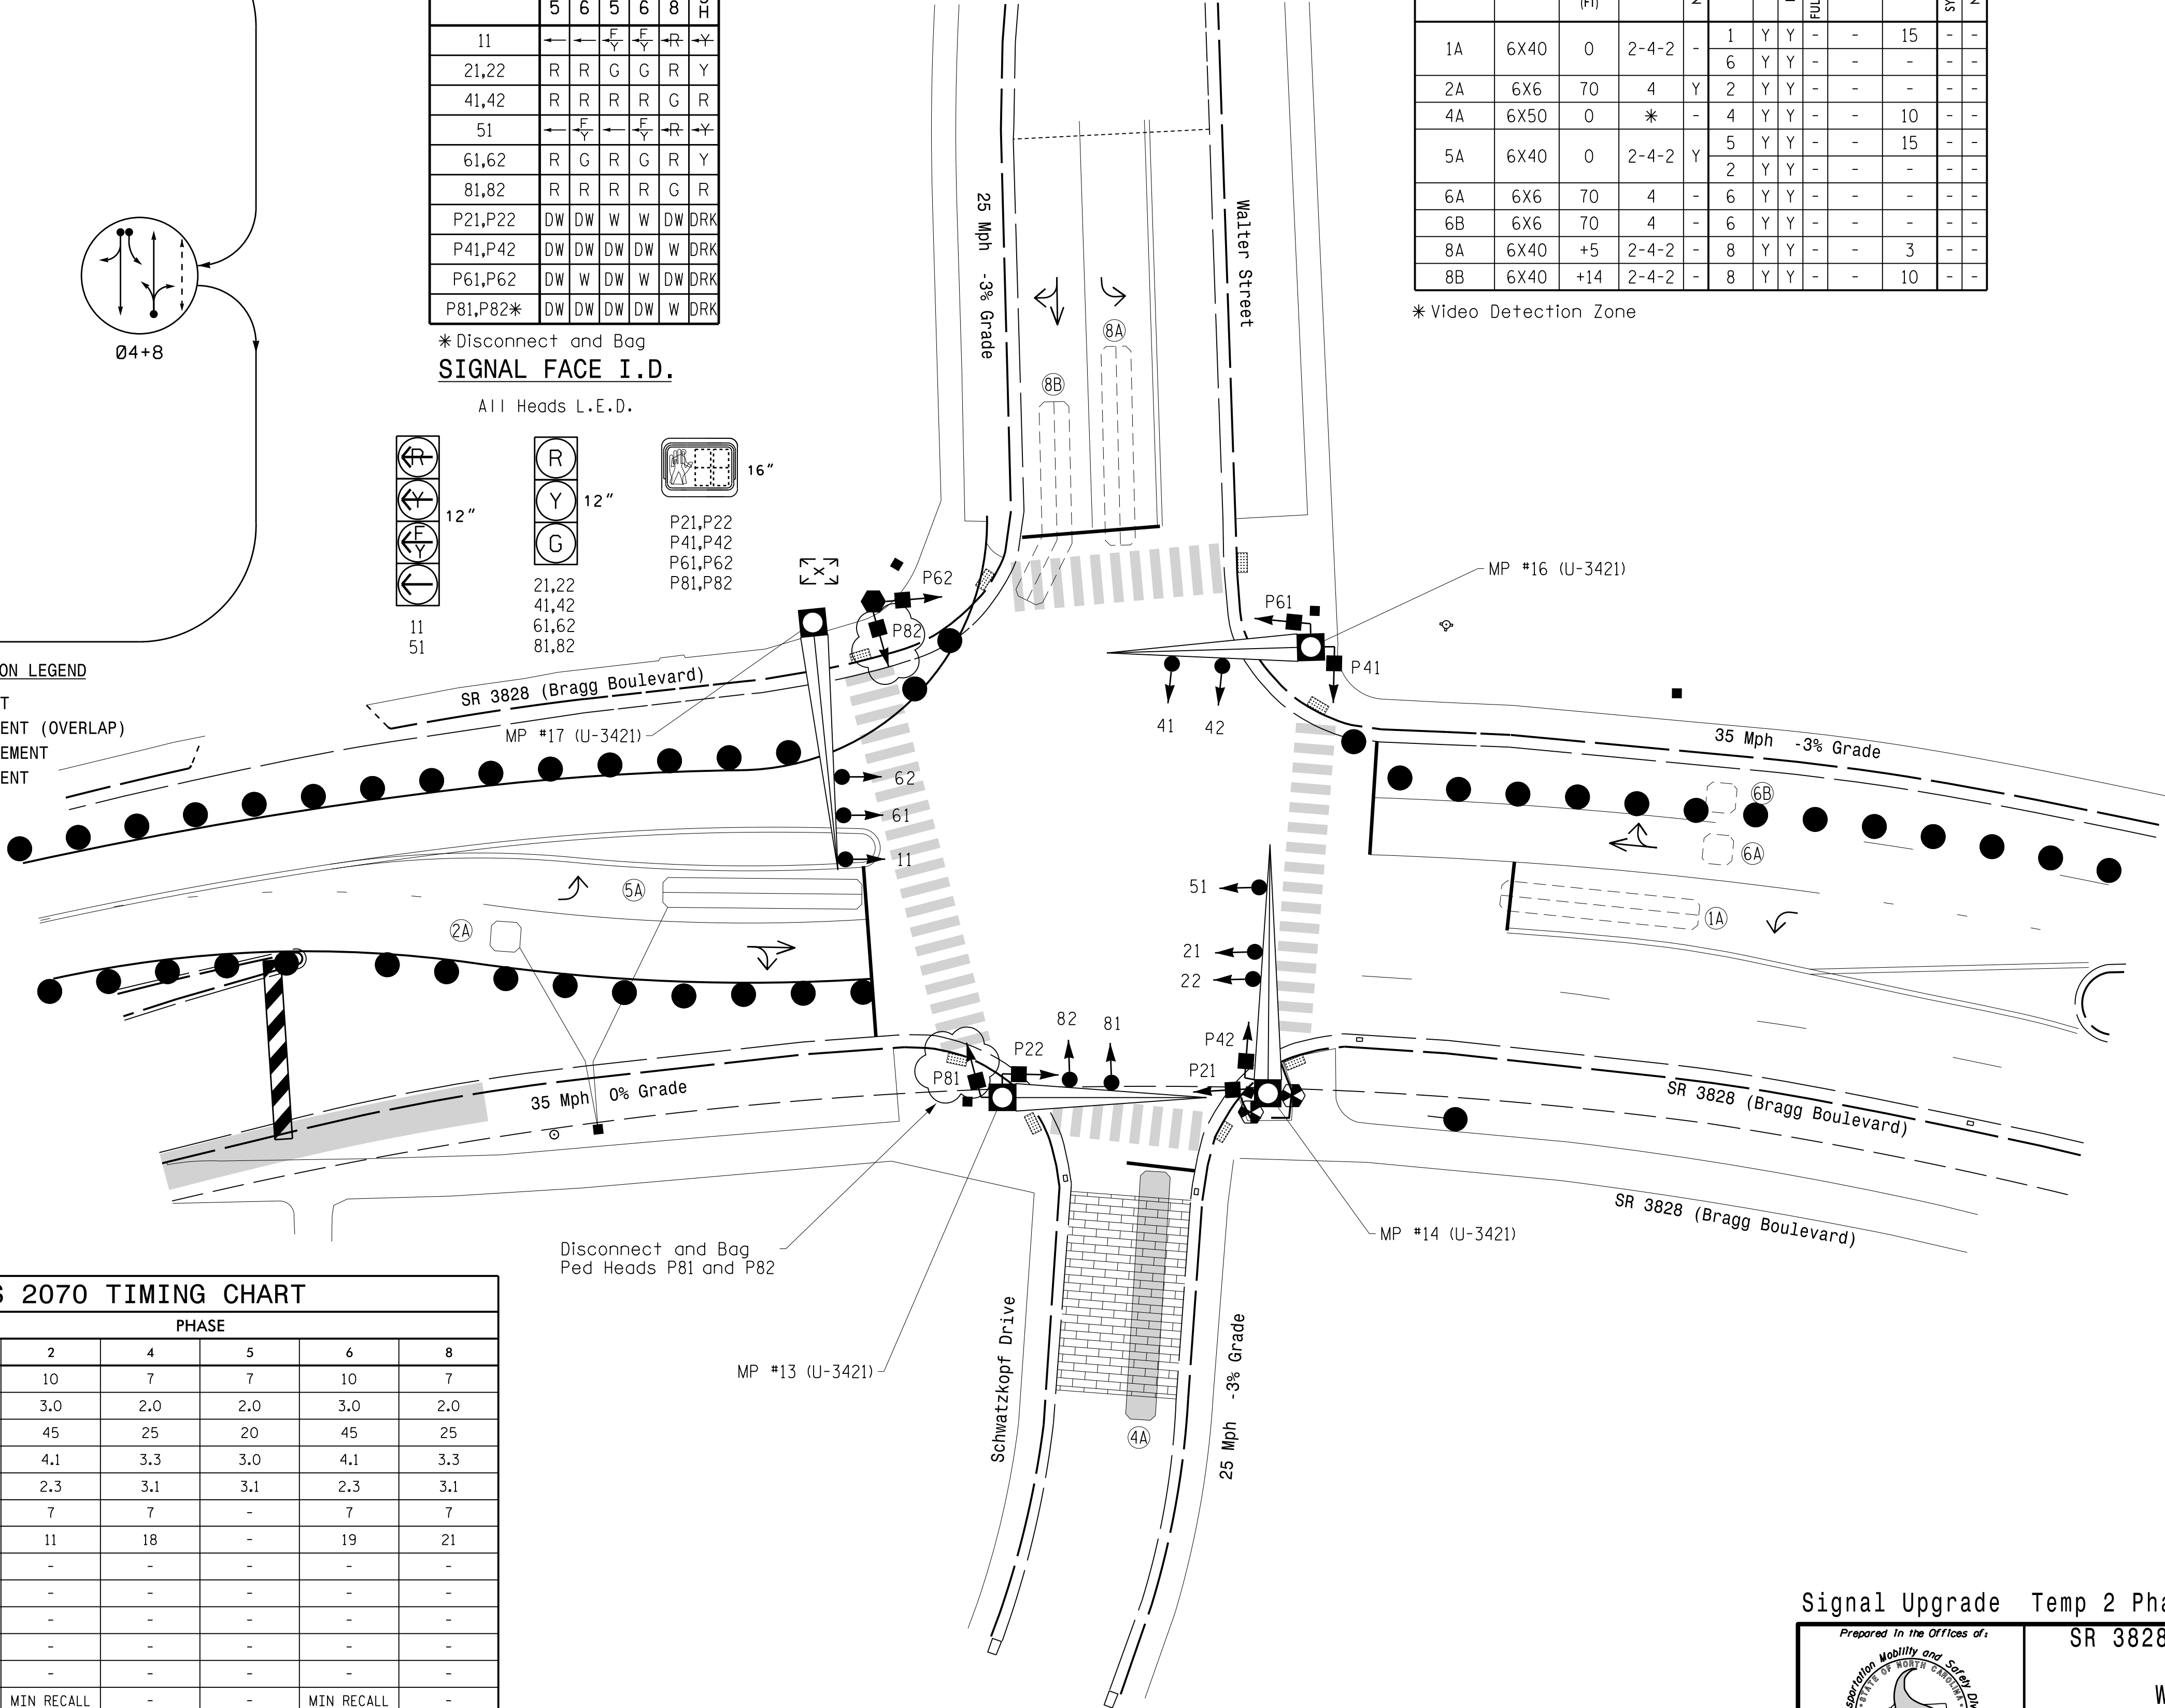 5 6 5 6 8 H
11 F Y F Y R Y
21,22 R R G G R Y
41,42 R R R R G R
51 F Y F Y R Y
61,62 R G R G R Y
81,82 R R R R G R
P21,P22 DW DW W W DW DRK
P41,P42 DW DW DW DW W DRK
P61,P62 DW W DW W DW DRK
P81,P82* DW DW DW DW W DRK
* Disconnect and Bag
SIGNAL FACE I.D.
All Heads L.E.D.
R Y F Y 12"
11
51
R Y G 12"
21,22
41,42
61,62
81,82
16"
P21,P22
P41,P42
P61,P62
P81,P82
Ø4+8
ON LEGEND
T
ENT (OVERLAP)
EMENT
ENT
(FT) FUL SY
1A 6X40 0 2-4-2 - 1 Y Y - - 15 - -
6 Y Y - - - - -
2A 6X6 70 4 Y 2 Y Y - - - - -
4A 6X50 0 * - 4 Y Y - - 10 - -
5A 6X40 0 2-4-2 Y 5 Y Y - - 15 - -
2 Y Y - - - - -
6A 6X6 70 4 - 6 Y Y - - - - -
6B 6X6 70 4 - 6 Y Y - - - - -
8A 6X40 +5 2-4-2 - 8 Y Y - - 3 - -
8B 6X40 +14 2-4-2 - 8 Y Y - - 10 - -
* Video Detection Zone
25 Mph -3% Grade
Walter Street
8A
8B
X
P62
P82
P61
MP #16 (U-3421)
P41
41
42
SR 3828 (Bragg Boulevard)
MP #17 (U-3421)
35 Mph -3% Grade
62
61
11
6B
6A
5A
2A
51
21
22
1A
82
81
P22
P42
P21
P81
35 Mph 0% Grade
SR 3828 (Bragg Boulevard)
SR 3828 (Bragg Boulevard)
MP #14 (U-3421)
Disconnect and Bag
Ped Heads P81 and P82
MP #13 (U-3421)
Schwatzkopf Drive
25 Mph -3% Grade
4A
2070 TIMING CHART
PHASE
2 4 5 6 8
10 7 7 10 7
3.0 2.0 2.0 3.0 2.0
45 25 20 45 25
4.1 3.3 3.0 4.1 3.3
2.3 3.1 3.1 2.3 3.1
7 7 - 7 7
11 18 - 19 21
- - - - -
- - - - -
- - - - -
- - - - -
- - - - -
MIN RECALL - - MIN RECALL -
Signal Upgrade Temp 2 Pha
Prepared in the Offices of:
SR 3828
sportation Mobility and Safety Div
STATE OF NORTH CAROLINA
W